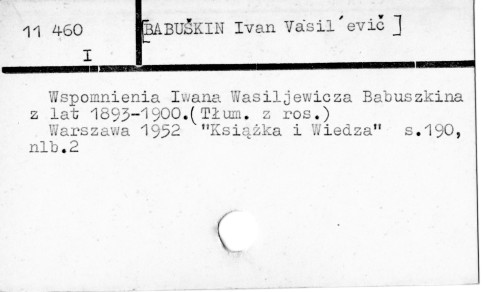 11 460
I
[BABUŠKIN Ivan Vasil´evič ]
Wspomnienia Iwana Wasiljewicza Babuszkina
z lat 1893-1900.(Tłum. z ros.)
Warszawa 1952 "Książka i Wiedza" s.190,
nlb.2